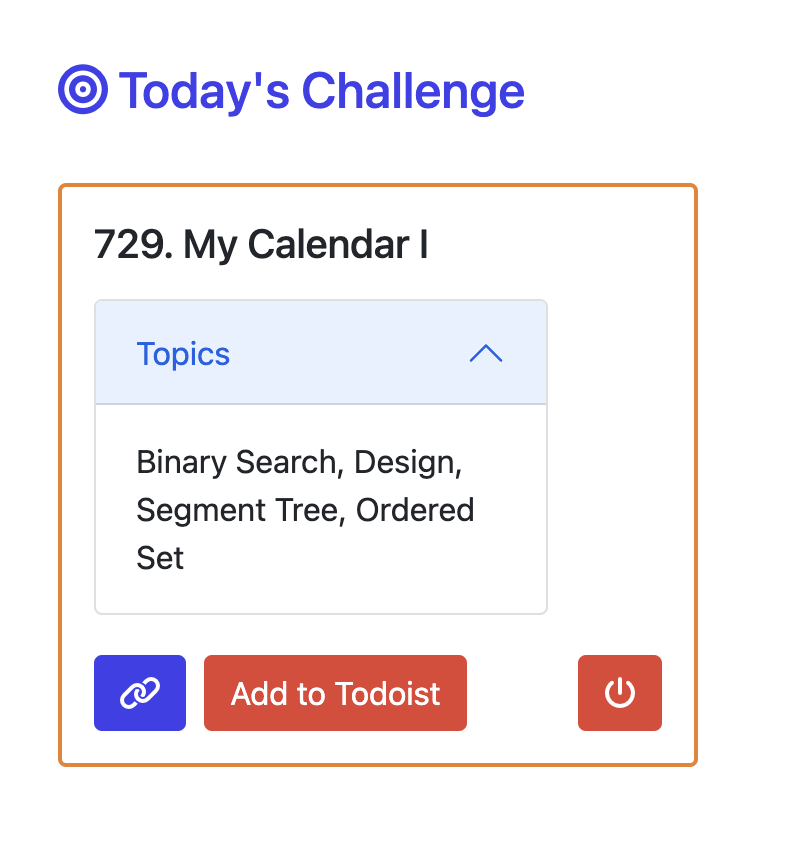 Today's Challenge
729. My Calendar I
Topics
Binary Search, Design,
Segment Tree, Ordered
Set
Add to Todoist